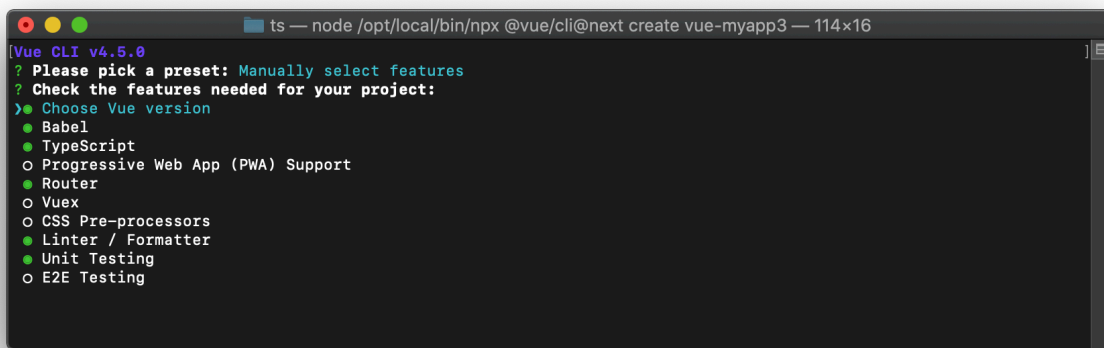 ts — node /opt/local/bin/npx @vue/cli@next create vue-myapp3 — 114×16
[Vue CLI v4.5.0 ]
? Please pick a preset: Manually select features
? Check the features needed for your project:
❯◉ Choose Vue version
◉ Babel
◉ TypeScript
◯ Progressive Web App (PWA) Support
◉ Router
◯ Vuex
◯ CSS Pre-processors
◉ Linter / Formatter
◉ Unit Testing
◯ E2E Testing